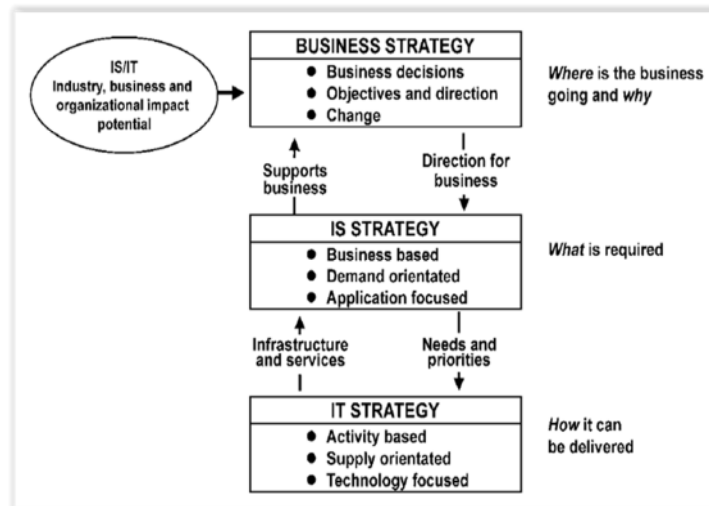 IS/IT
Industry, business and
organizational impact
potential
BUSINESS STRATEGY
● Business decisions
● Objectives and direction
● Change
Where is the business
going and why
Supports
business
Direction for
business
IS STRATEGY
● Business based
● Demand orientated
● Application focused
What is required
Infrastructure
and services
Needs and
priorities
IT STRATEGY
● Activity based
● Supply orientated
● Technology focused
How it can
be delivered